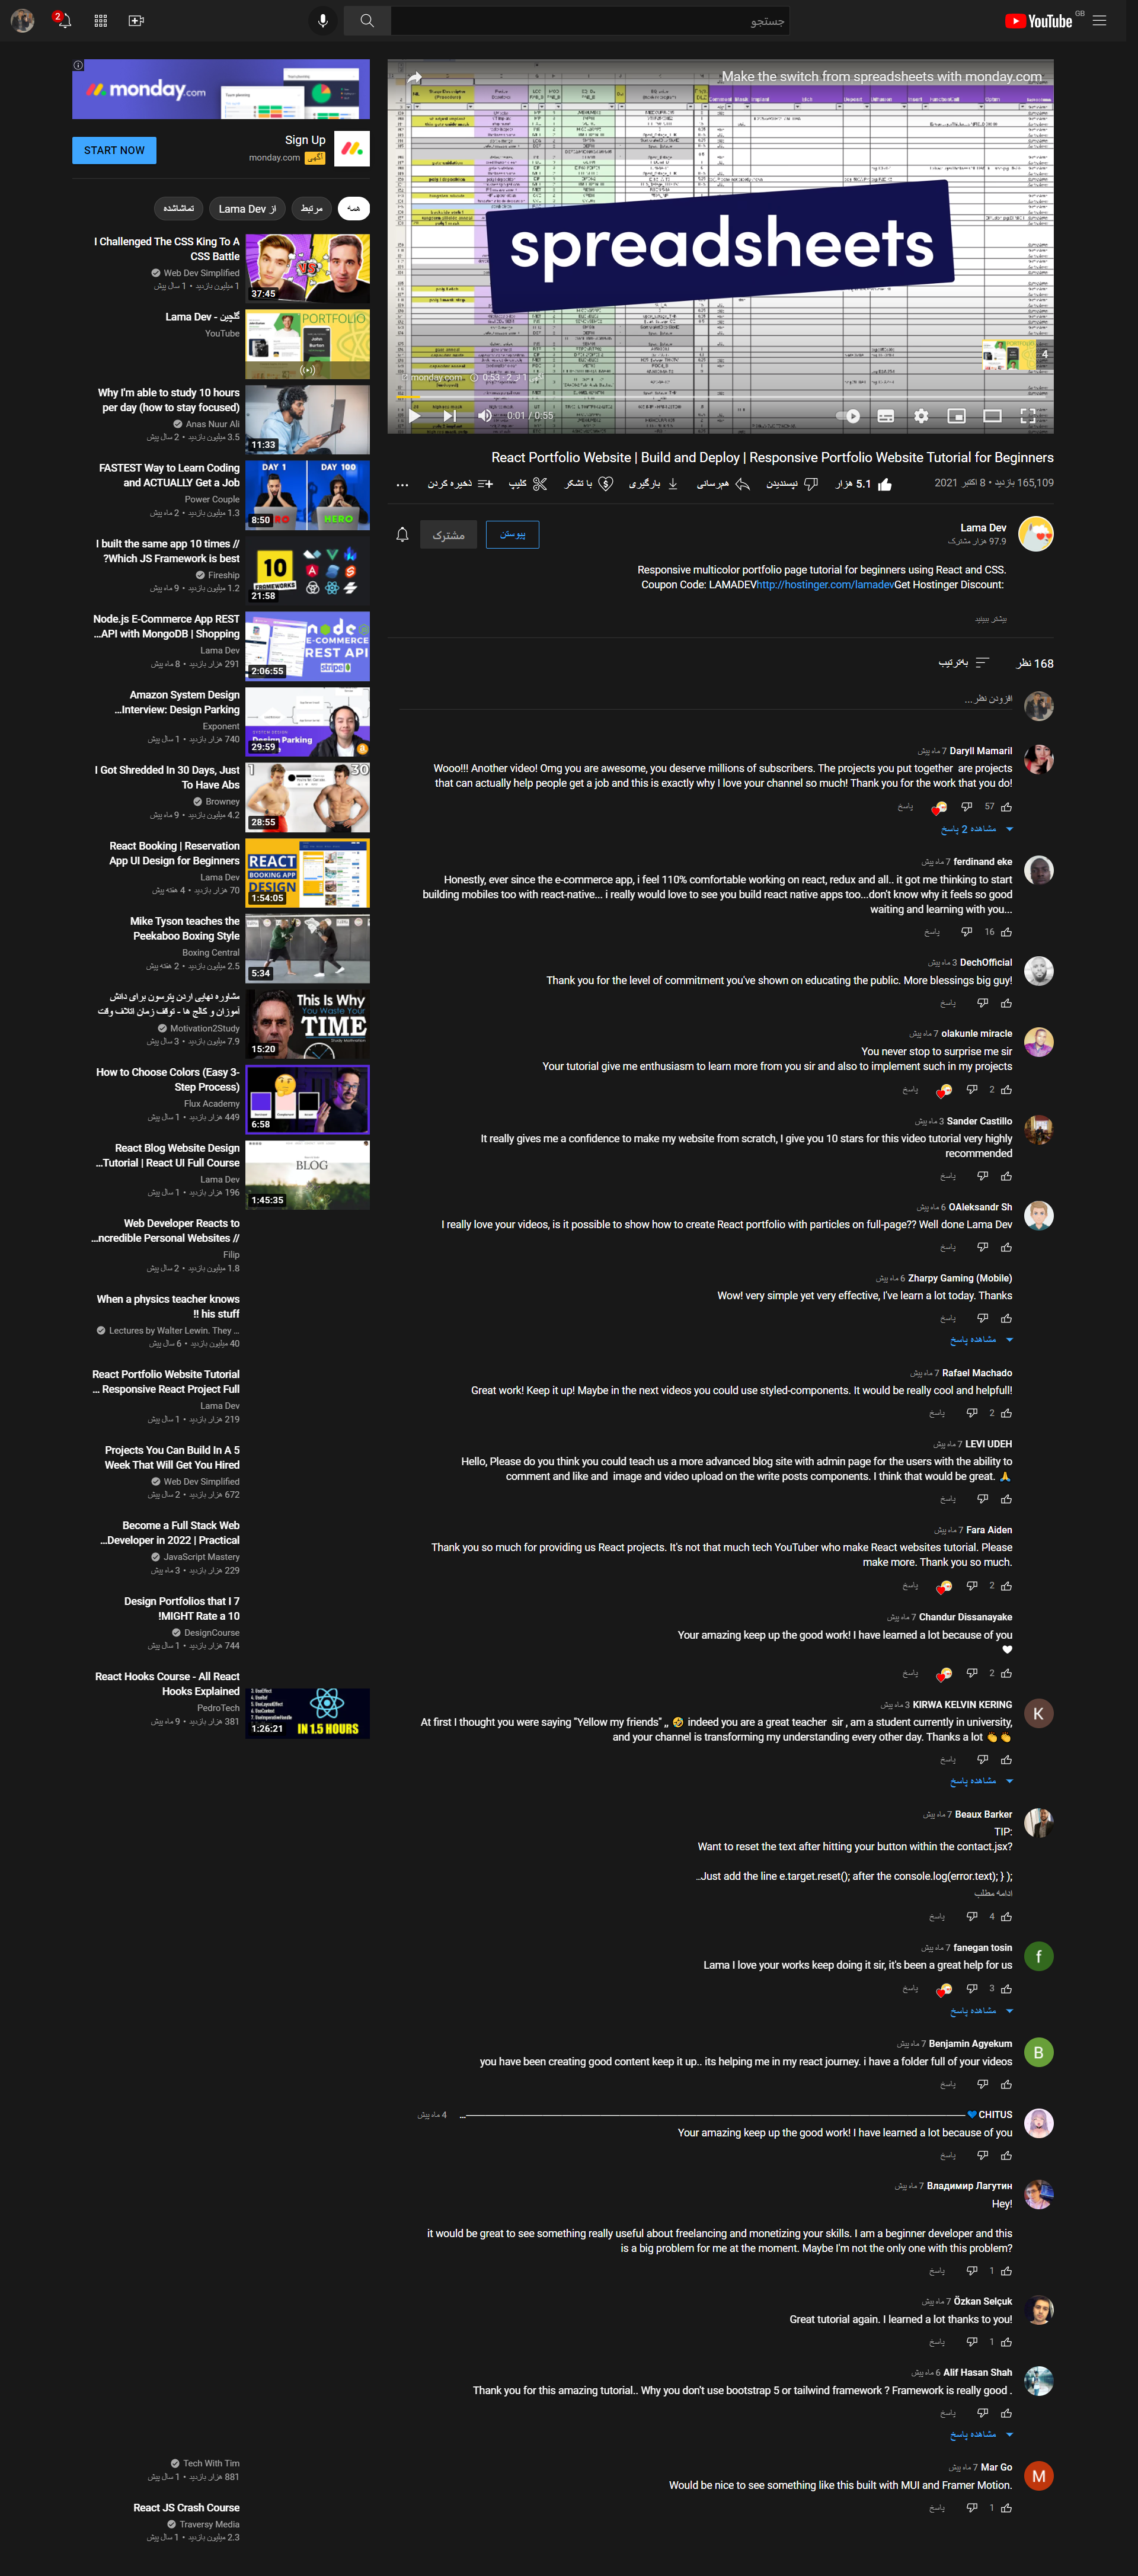 YouTube GB
جستجو
2
Make the switch from spreadsheets with monday.com
spreadsheets
monday.com
0:53
0:01 / 0:55
4
React Portfolio Website | Build and Deploy | Responsive Portfolio Website Tutorial for Beginners
165,109 بازدید • 8 اکتبر 2021
5.1 هزار
نپسندیدن
هم‌رسانی
بارگیری
با تشکر
کلیپ
ذخیره کردن
Lama Dev
97.9 هزار مشترک
پیوستن
مشترک
Responsive multicolor portfolio page tutorial for beginners using React and CSS.
Coupon Code: LAMADEVhttp://hostinger.com/lamadevGet Hostinger Discount:
بیشتر ببینید
168 نظر
به‌ترتیب
افزودن نظر...
Daryll Mamaril 7 ماه پیش
Wooo!!! Another video! Omg you are awesome, you deserve millions of subscribers. The projects you put together are projects
that can actually help people get a job and this is exactly why I love your channel so much! Thank you for the work that you do!
57
پاسخ
مشاهده 2 پاسخ
ferdinand eke 7 ماه پیش
Honestly, ever since the e-commerce app, i feel 110% comfortable working on react, redux and all.. it got me thinking to start
building mobiles too with react-native... i really would love to see you build react native apps too...don't know why it feels so good
waiting and learning with you...
16
پاسخ
DechOfficial 3 ماه پیش
Thank you for the level of commitment you've shown on educating the public. More blessings big guy!
پاسخ
olakunle miracle 7 ماه پیش
You never stop to surprise me sir
Your tutorial give me enthusiasm to learn more from you sir and also to implement such in my projects
2
پاسخ
Sander Castillo 3 ماه پیش
It really gives me a confidence to make my website from scratch, I give you 10 stars for this video tutorial very highly
recommended
پاسخ
OAleksandr Sh 6 ماه پیش
I really love your videos, is it possible to show how to create React portfolio with particles on full-page?? Well done Lama Dev
پاسخ
Zharpy Gaming (Mobile) 6 ماه پیش
Wow! very simple yet very effective, I've learn a lot today. Thanks
پاسخ
مشاهده پاسخ
Rafael Machado 7 ماه پیش
Great work! Keep it up! Maybe in the next videos you could use styled-components. It would be really cool and helpfull!
2
پاسخ
LEVI UDEH 7 ماه پیش
Hello, Please do you think you could teach us a more advanced blog site with admin page for the users with the ability to
comment and like and image and video upload on the write posts components. I think that would be great. 🙏
پاسخ
Fara Aiden 7 ماه پیش
Thank you so much for providing us React projects. It's not that much tech YouTuber who make React websites tutorial. Please
make more. Thank you so much.
2
پاسخ
Chandur Dissanayake 7 ماه پیش
Your amazing keep up the good work! I have learned a lot because of you
🤍
2
پاسخ
K
KIRWA KELVIN KERING 3 ماه پیش
At first I thought you were saying "Yellow my friends" ,, 🤣 indeed you are a great teacher sir , am a student currently in university,
and your channel is transforming my understanding every other day. Thanks a lot 👏 👏
پاسخ
مشاهده پاسخ
Beaux Barker 7 ماه پیش
TIP:
Want to reset the text after hitting your button within the contact.jsx?
...Just add the line e.target.reset(); after the console.log(error.text); } );
ادامه مطلب
4
پاسخ
f
fanegan tosin 7 ماه پیش
Lama I love your works keep doing it sir, it's been a great help for us
3
پاسخ
مشاهده پاسخ
B
Benjamin Agyekum 7 ماه پیش
you have been creating good content keep it up.. its helping me in my react journey. i have a folder full of your videos
پاسخ
💙CHITUS 4 ماه پیش
Your amazing keep up the good work! I have learned a lot because of you
پاسخ
Владимир Лагутин 7 ماه پیش
Hey!
it would be great to see something really useful about freelancing and monetizing your skills. I am a beginner developer and this
is a big problem for me at the moment. Maybe I'm not the only one with this problem?
1
پاسخ
Özkan Selçuk 7 ماه پیش
Great tutorial again. I learned a lot thanks to you!
1
پاسخ
Alif Hasan Shah 6 ماه پیش
Thank you for this amazing tutorial.. Why you don't use bootstrap 5 or tailwind framework ? Framework is really good .
پاسخ
مشاهده پاسخ
M
Mar Go 7 ماه پیش
Would be nice to see something like this built with MUI and Framer Motion.
1
پاسخ
monday.com
Sign Up
آگهی monday.com
START NOW
همه
مرتبط
از Lama Dev
تماشاشده
I Challenged The CSS King To A
CSS Battle
Web Dev Simplified
1 میلیون بازدید • 1 سال پیش
VS
37:45
گلچین - Lama Dev
YouTube
PORTFOLIO
Why I'm able to study 10 hours
per day (how to stay focused)
Anas Nuur Ali
3.5 میلیون بازدید • 2 سال پیش
11:33
FASTEST Way to Learn Coding
and ACTUALLY Get a Job
Power Couple
1.3 میلیون بازدید • 2 ماه پیش
DAY 1
DAY 100
HERO
8:50
I built the same app 10 times //
Which JS Framework is best?
Fireship
1.2 میلیون بازدید • 9 ماه پیش
10
FRAMEWORKS
21:58
Node.js E-Commerce App REST
API with MongoDB | Shopping...
Lama Dev
291 هزار بازدید • 8 ماه پیش
node
E-COMMERCE
REST API
stripe
2:06:55
Amazon System Design
Interview: Design Parking...
Exponent
740 هزار بازدید • 1 سال پیش
SYSTEM DESIGN
Design Parking
29:59
I Got Shredded In 30 Days, Just
To Have Abs
Browney
4.2 میلیون بازدید • 9 ماه پیش
1
30
28:55
React Booking | Reservation
App UI Design for Beginners
Lama Dev
70 هزار بازدید • 4 هفته پیش
REACT
BOOKING APP
DESIGN
1:54:05
Mike Tyson teaches the
Peekaboo Boxing Style
Boxing Central
2.5 میلیون بازدید • 2 هفته پیش
5:34
مشاوره نهایی اردن پترسون برای دانش
آموزان و کالج ها - توقف زمان اتلاف وقت
Motivation2Study
7.9 میلیون بازدید • 3 سال پیش
This Is Why
You Waste Your
TIME
Study Motivation
15:20
How to Choose Colors (Easy 3-
Step Process)
Flux Academy
449 هزار بازدید • 1 سال پیش
6:58
React Blog Website Design
Tutorial | React UI Full Course...
Lama Dev
196 هزار بازدید • 1 سال پیش
BLOG
1:45:35
Web Developer Reacts to
ncredible Personal Websites //...
Filip
1.8 میلیون بازدید • 2 سال پیش
When a physics teacher knows
his stuff !!
Lectures by Walter Lewin. They ...
40 میلیون بازدید • 6 سال پیش
React Portfolio Website Tutorial
Responsive React Project Full ...
Lama Dev
219 هزار بازدید • 1 سال پیش
Projects You Can Build In A 5
Week That Will Get You Hired
Web Dev Simplified
672 هزار بازدید • 2 سال پیش
Become a Full Stack Web
Developer in 2022 | Practical...
JavaScript Mastery
229 هزار بازدید • 3 ماه پیش
Design Portfolios that I 7
MIGHT Rate a 10!
DesignCourse
744 هزار بازدید • 1 سال پیش
React Hooks Course - All React
Hooks Explained
PedroTech
381 هزار بازدید • 9 ماه پیش
IN 1.5 HOURS
1:26:21
Tech With Tim
881 هزار بازدید • 1 سال پیش
React JS Crash Course
Traversy Media
2.3 میلیون بازدید • 1 سال پیش